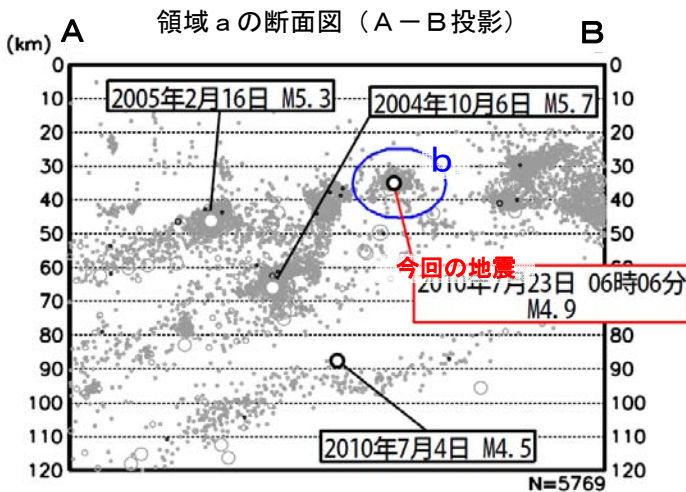 領域aの断面図（A－B投影）
(km) A B
0 0
10 10
20 20
30 30
40 40
50 50
60 60
70
80 80
90 90
100 100
110 110
120 120
2005年2月16日 M5.3
2004年10月6日 M5.7
b
今回の地震
2010年7月23日 06時06分
M4.9
2010年7月4日 M4.5
N=5769